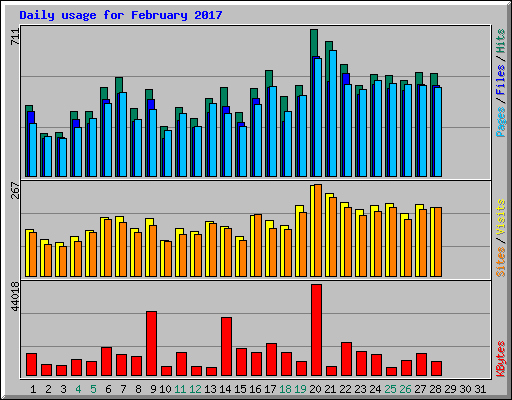 Daily usage for February 2017
711
Pages / Files / Hits
267
Sites / Visits
44018
KBytes
1 2 3 4 5 6 7 8 9 10 11 12 13 14 15 16 17 18 19 20 21 22 23 24 25 26 27 28 29 30 31